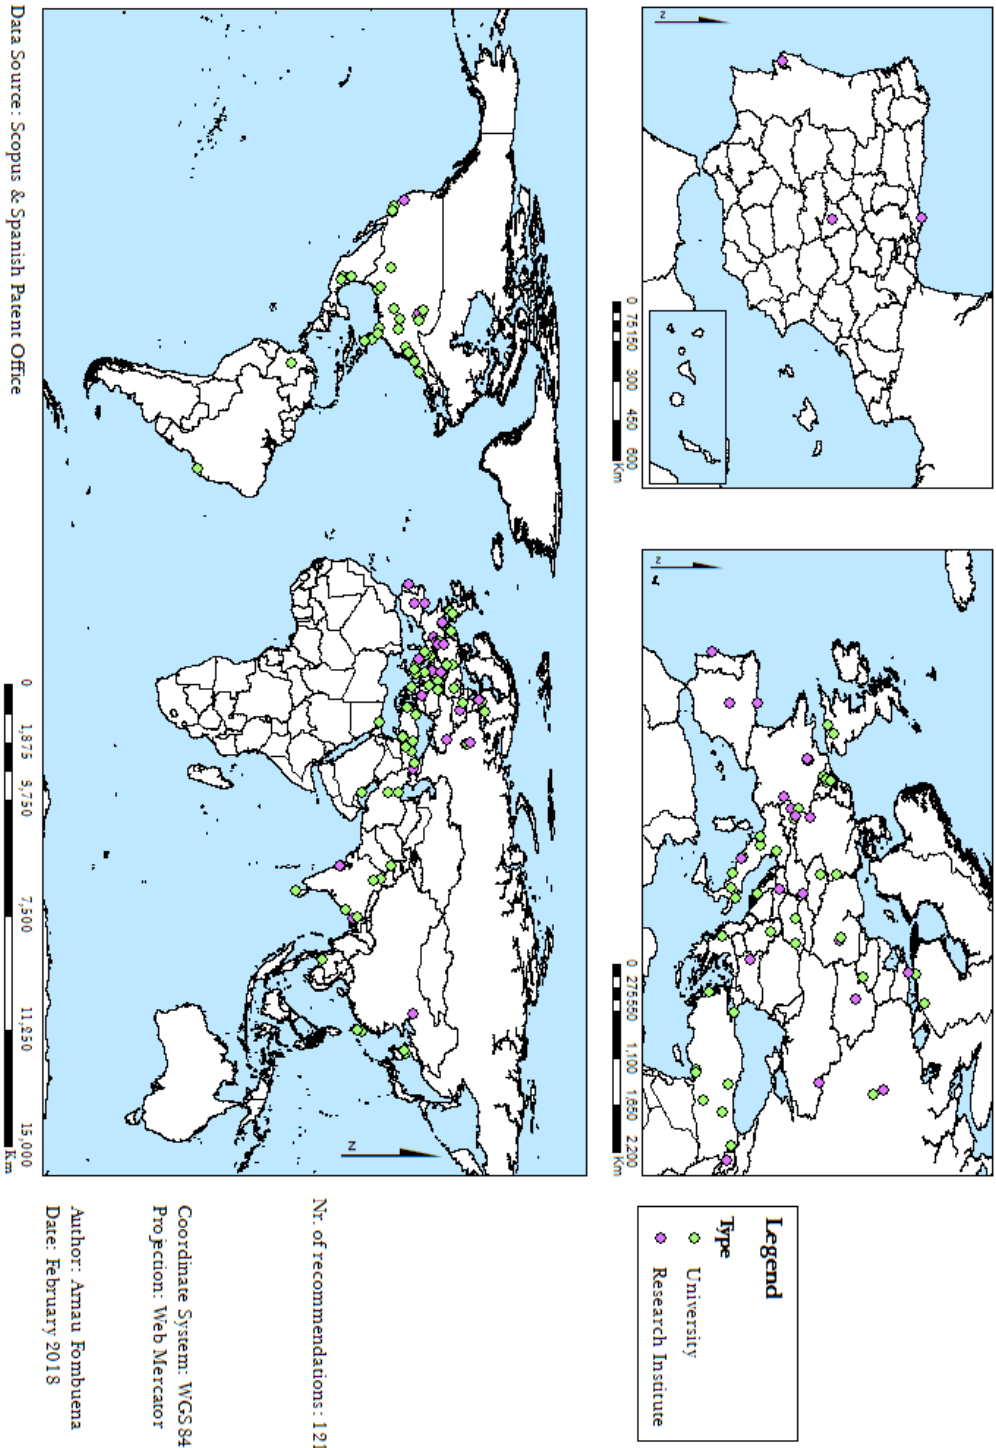 N
0 75 150 300 450 600
Km
N
0 275 550 1,100 1,650 2,200
Km
Legend
Type
University
Research Institute
N
0 1,875 3,750 7,500 11,250 15,000
Km
Nr. of recommendations: 121
Coordinate System: WGS84
Projection: Web Mercator
Data Source: Scopus & Spanish Patent Office
Author: Arnau Fombuena
Date: February 2018